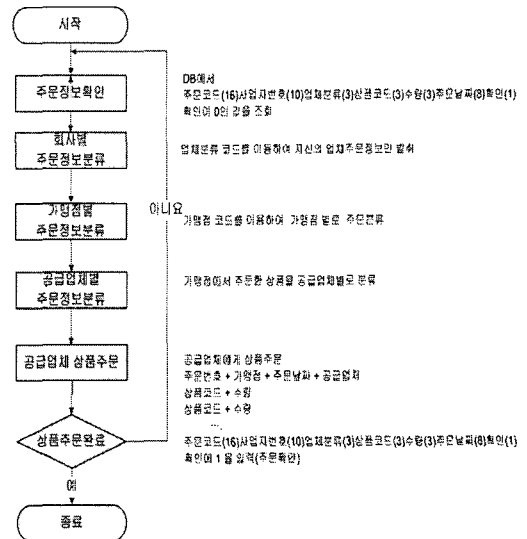 시작
주문정보확인
DB에서
주문코드(16)사업자번호(10)업체분류(3)상품코드(3)수량(3)주문날짜(8)확인(1)
확인이 0인 값을 조회
회사별
주문정보분류
업체분류 코드를 이용하여 자신의 업체주문정보만 발취
아니요
가맹점별
주문정보분류
가맹점 코드를 이용하여 가맹점 별로 주문분류
공급업체별
주문정보분류
가맹점에서 주문한 상품을 공급업체별로 분류
공급업체 상품주문
공급업체에게 상품주문
주문번호 + 가맹점 + 주문날짜 + 공급업체
상품코드 + 수량
상품코드 + 수량
....
상품주문완료
주문코드(16)사업자번호(10)업체분류(3)상품코드(3)수량(3)주문날짜(8)확인(1)
확인에 1을 입력(주문확인)
예
종료